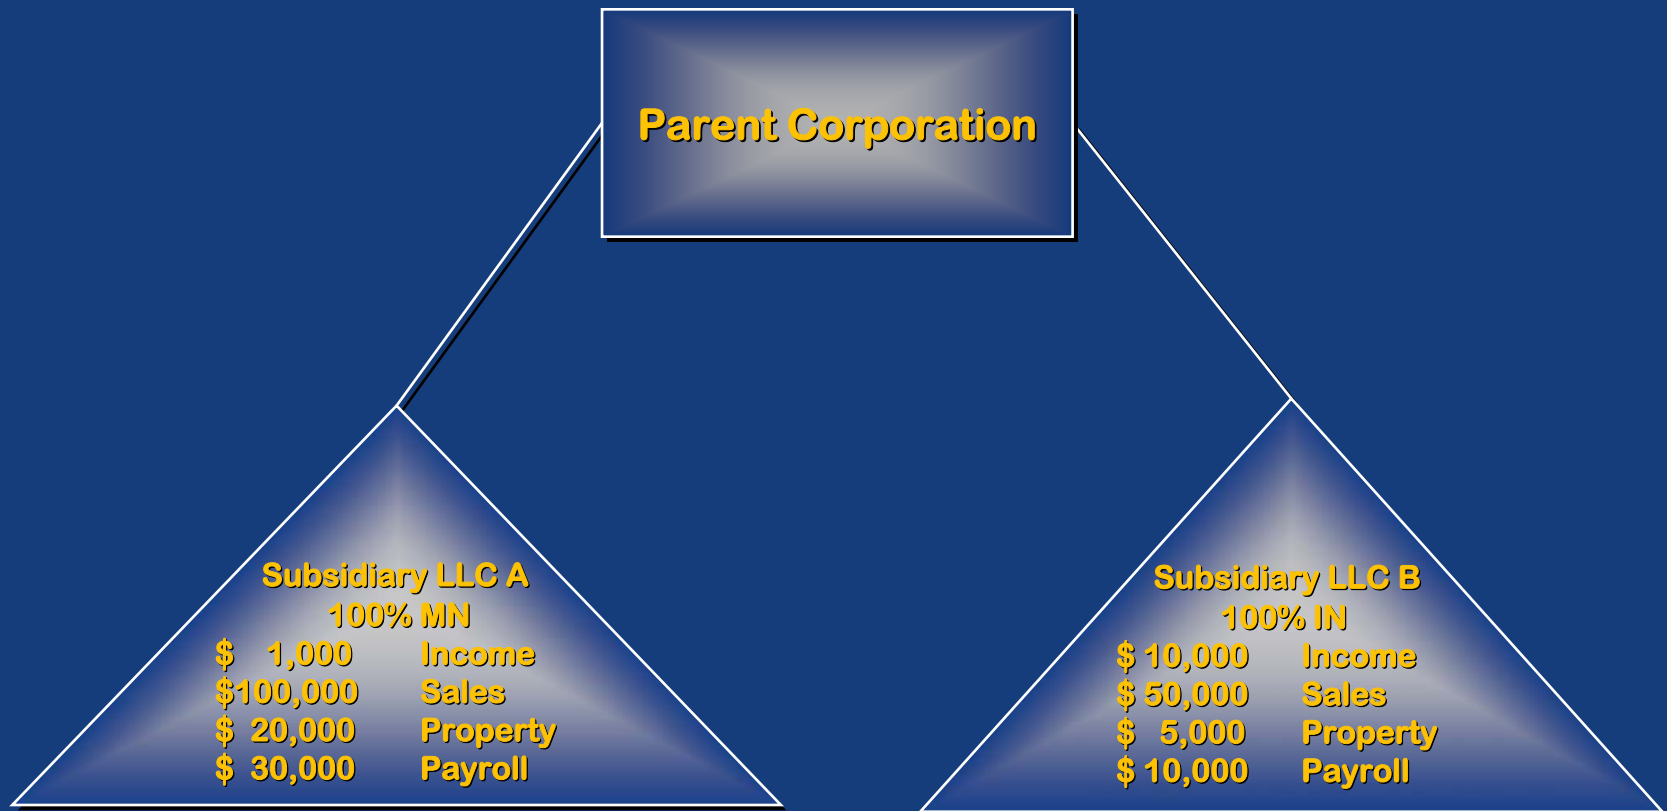 Parent Corporation
Subsidiary LLC A
100% MN
$ 1,000 Income
$100,000 Sales
$ 20,000 Property
$ 30,000 Payroll
Subsidiary LLC B
100% IN
$ 10,000 Income
$ 50,000 Sales
$ 5,000 Property
$ 10,000 Payroll